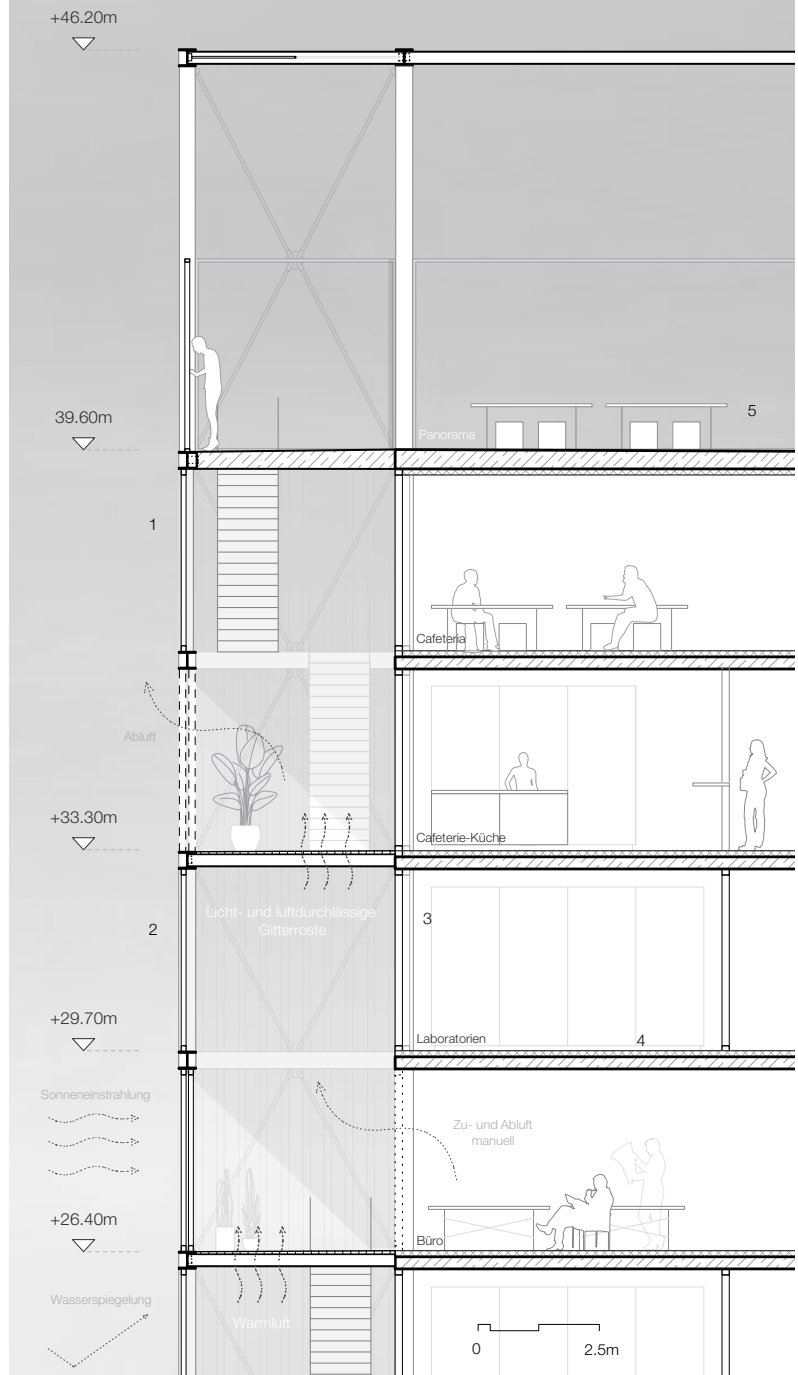 +46.20m
39.60m
5
Panorama
1
Cafeteria
Abluft
+33.30m
Cafeterie-Küche
2
Licht- und luftdurchlässige
Gitterroste
3
+29.70m
Laboratorien
4
Sonneneinstrahlung
Zu- und Abluft
manuell
+26.40m
Büro
Wasserspiegelung
Warmluft
0
2.5m